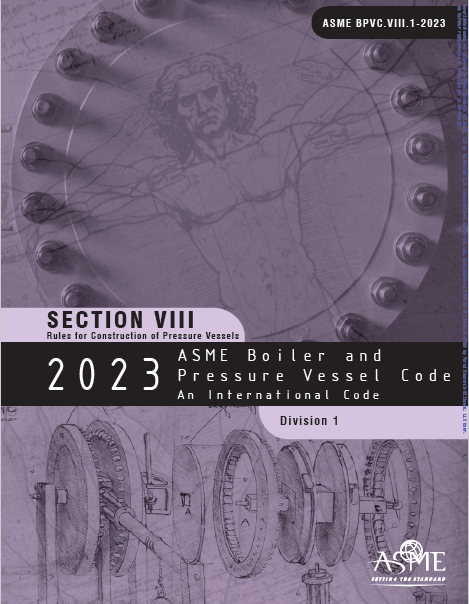 ASME BPVC.VIII.1-2023
SECTION VIII
Rules for Construction of Pressure Vessels
2023
ASME Boiler and
Pressure Vessel Code
An International Code
Division 1
ASME
SETTING THE STANDARD